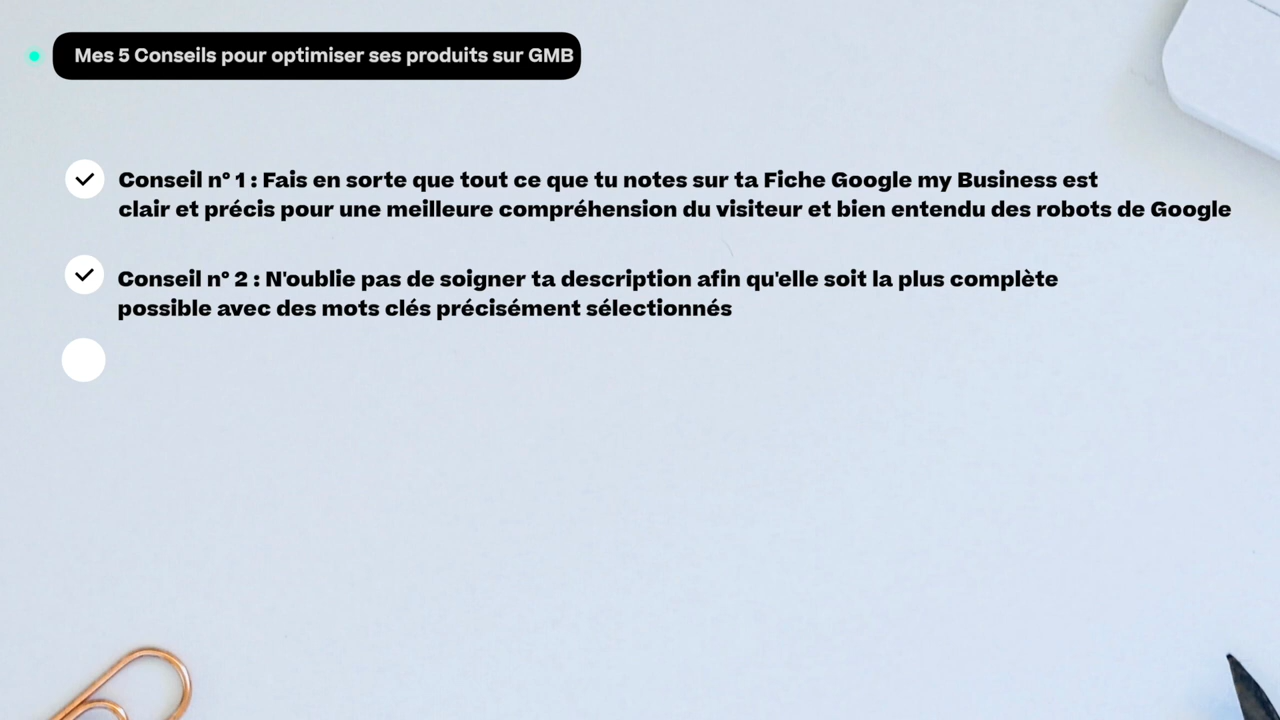 Mes 5 Conseils pour optimiser ses produits sur GMB
Conseil n° 1 : Fais en sorte que tout ce que tu notes sur ta Fiche Google my Business est
clair et précis pour une meilleure compréhension du visiteur et bien entendu des robots de Google
Conseil n° 2 : N'oublie pas de soigner ta description afin qu'elle soit la plus complète
possible avec des mots clés précisément sélectionnés